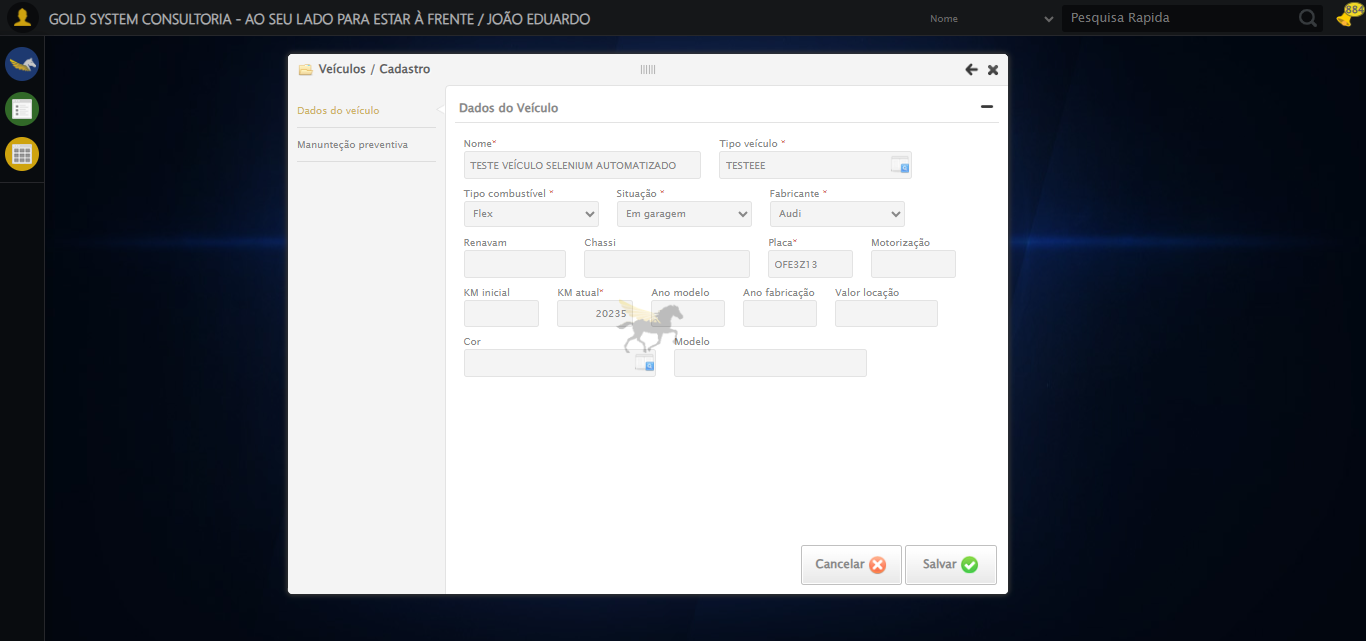 GOLD SYSTEM CONSULTORIA - AO SEU LADO PARA ESTAR À FRENTE / JOÃO EDUARDO
Nome
Pesquisa Rapida
884
Veículos / Cadastro
Dados do veículo
Manunteção preventiva
Dados do Veículo
Nome* Tipo veículo *
TESTE VEÍCULO SELENIUM AUTOMATIZADO TESTEEE
Tipo combustível * Situação * Fabricante *
Flex Em garagem Audi
Renavam Chassi Placa* Motorização
OFE3Z13
KM inicial KM atual* Ano modelo Ano fabricação Valor locação
20235
Cor Modelo
Cancelar Salvar